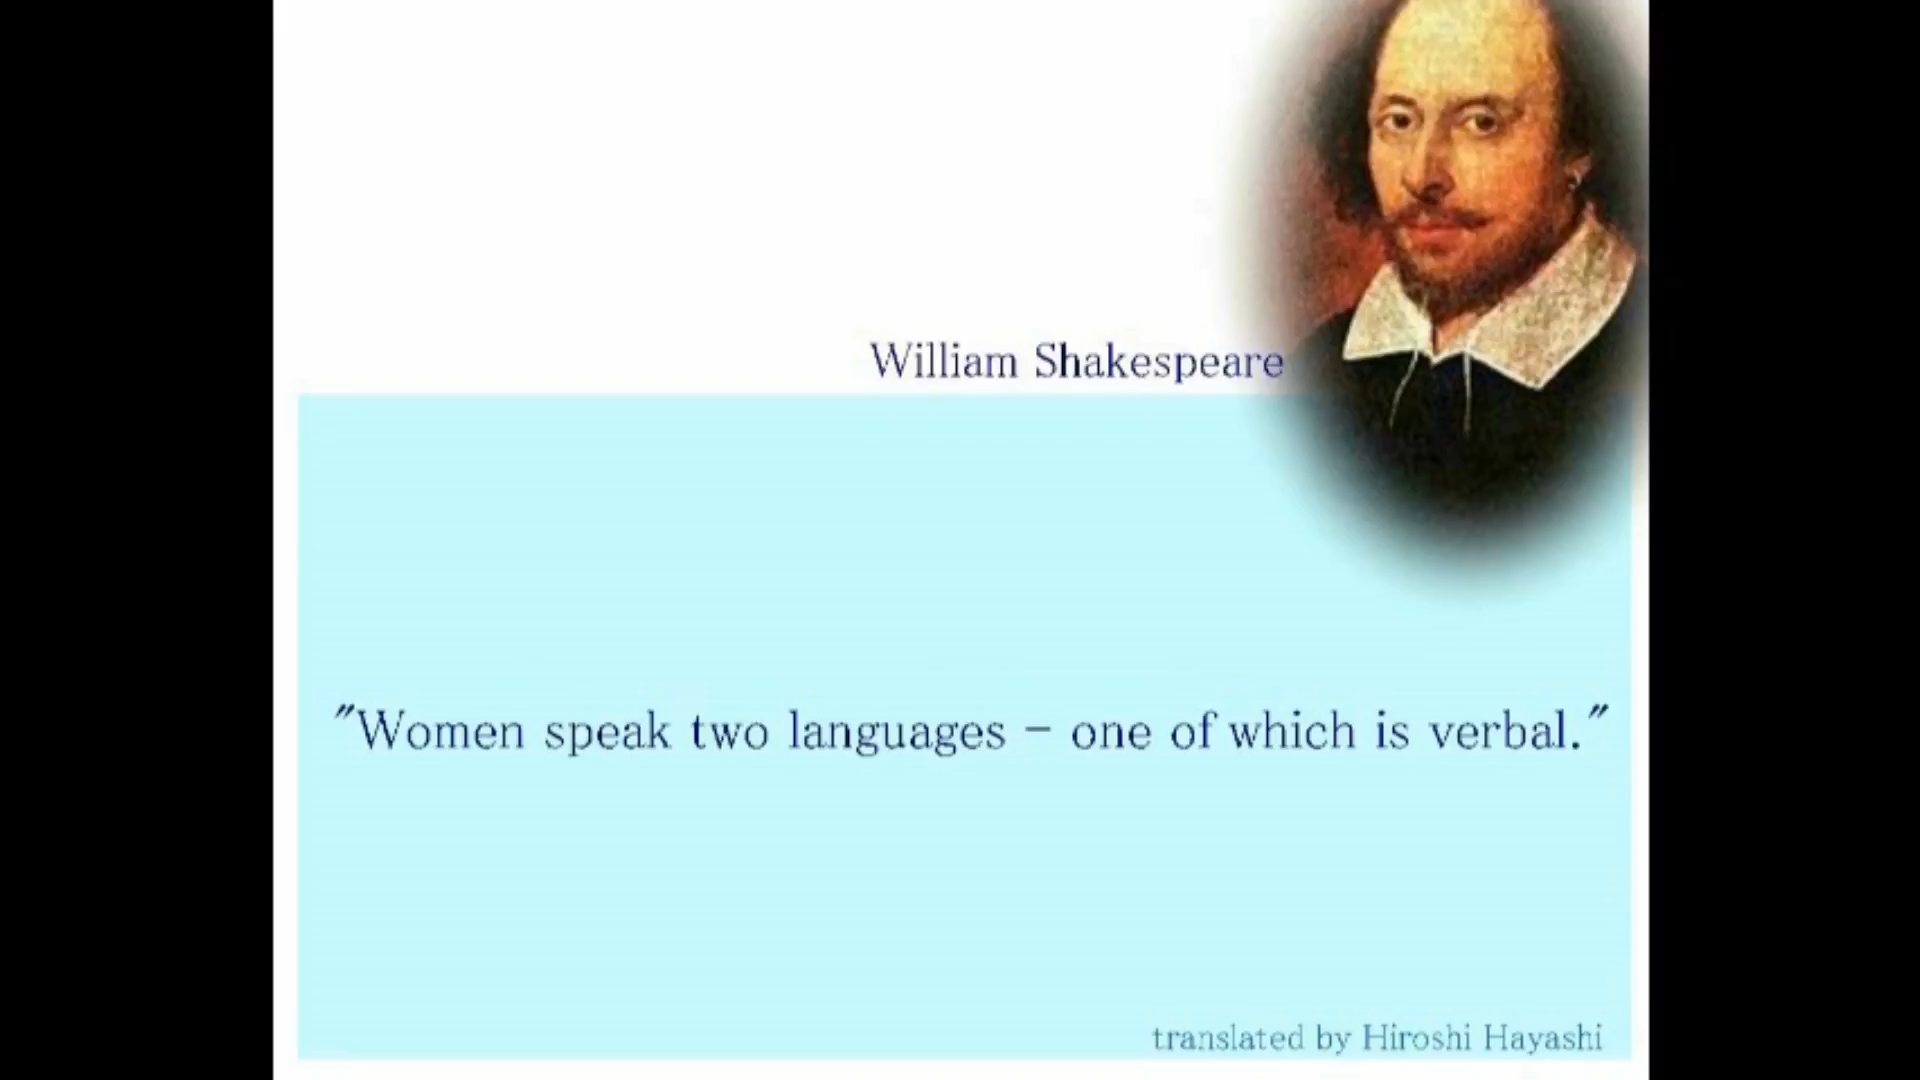 William Shakespeare
"Women speak two languages - one of which is verbal."
translated by Hiroshi Hayashi